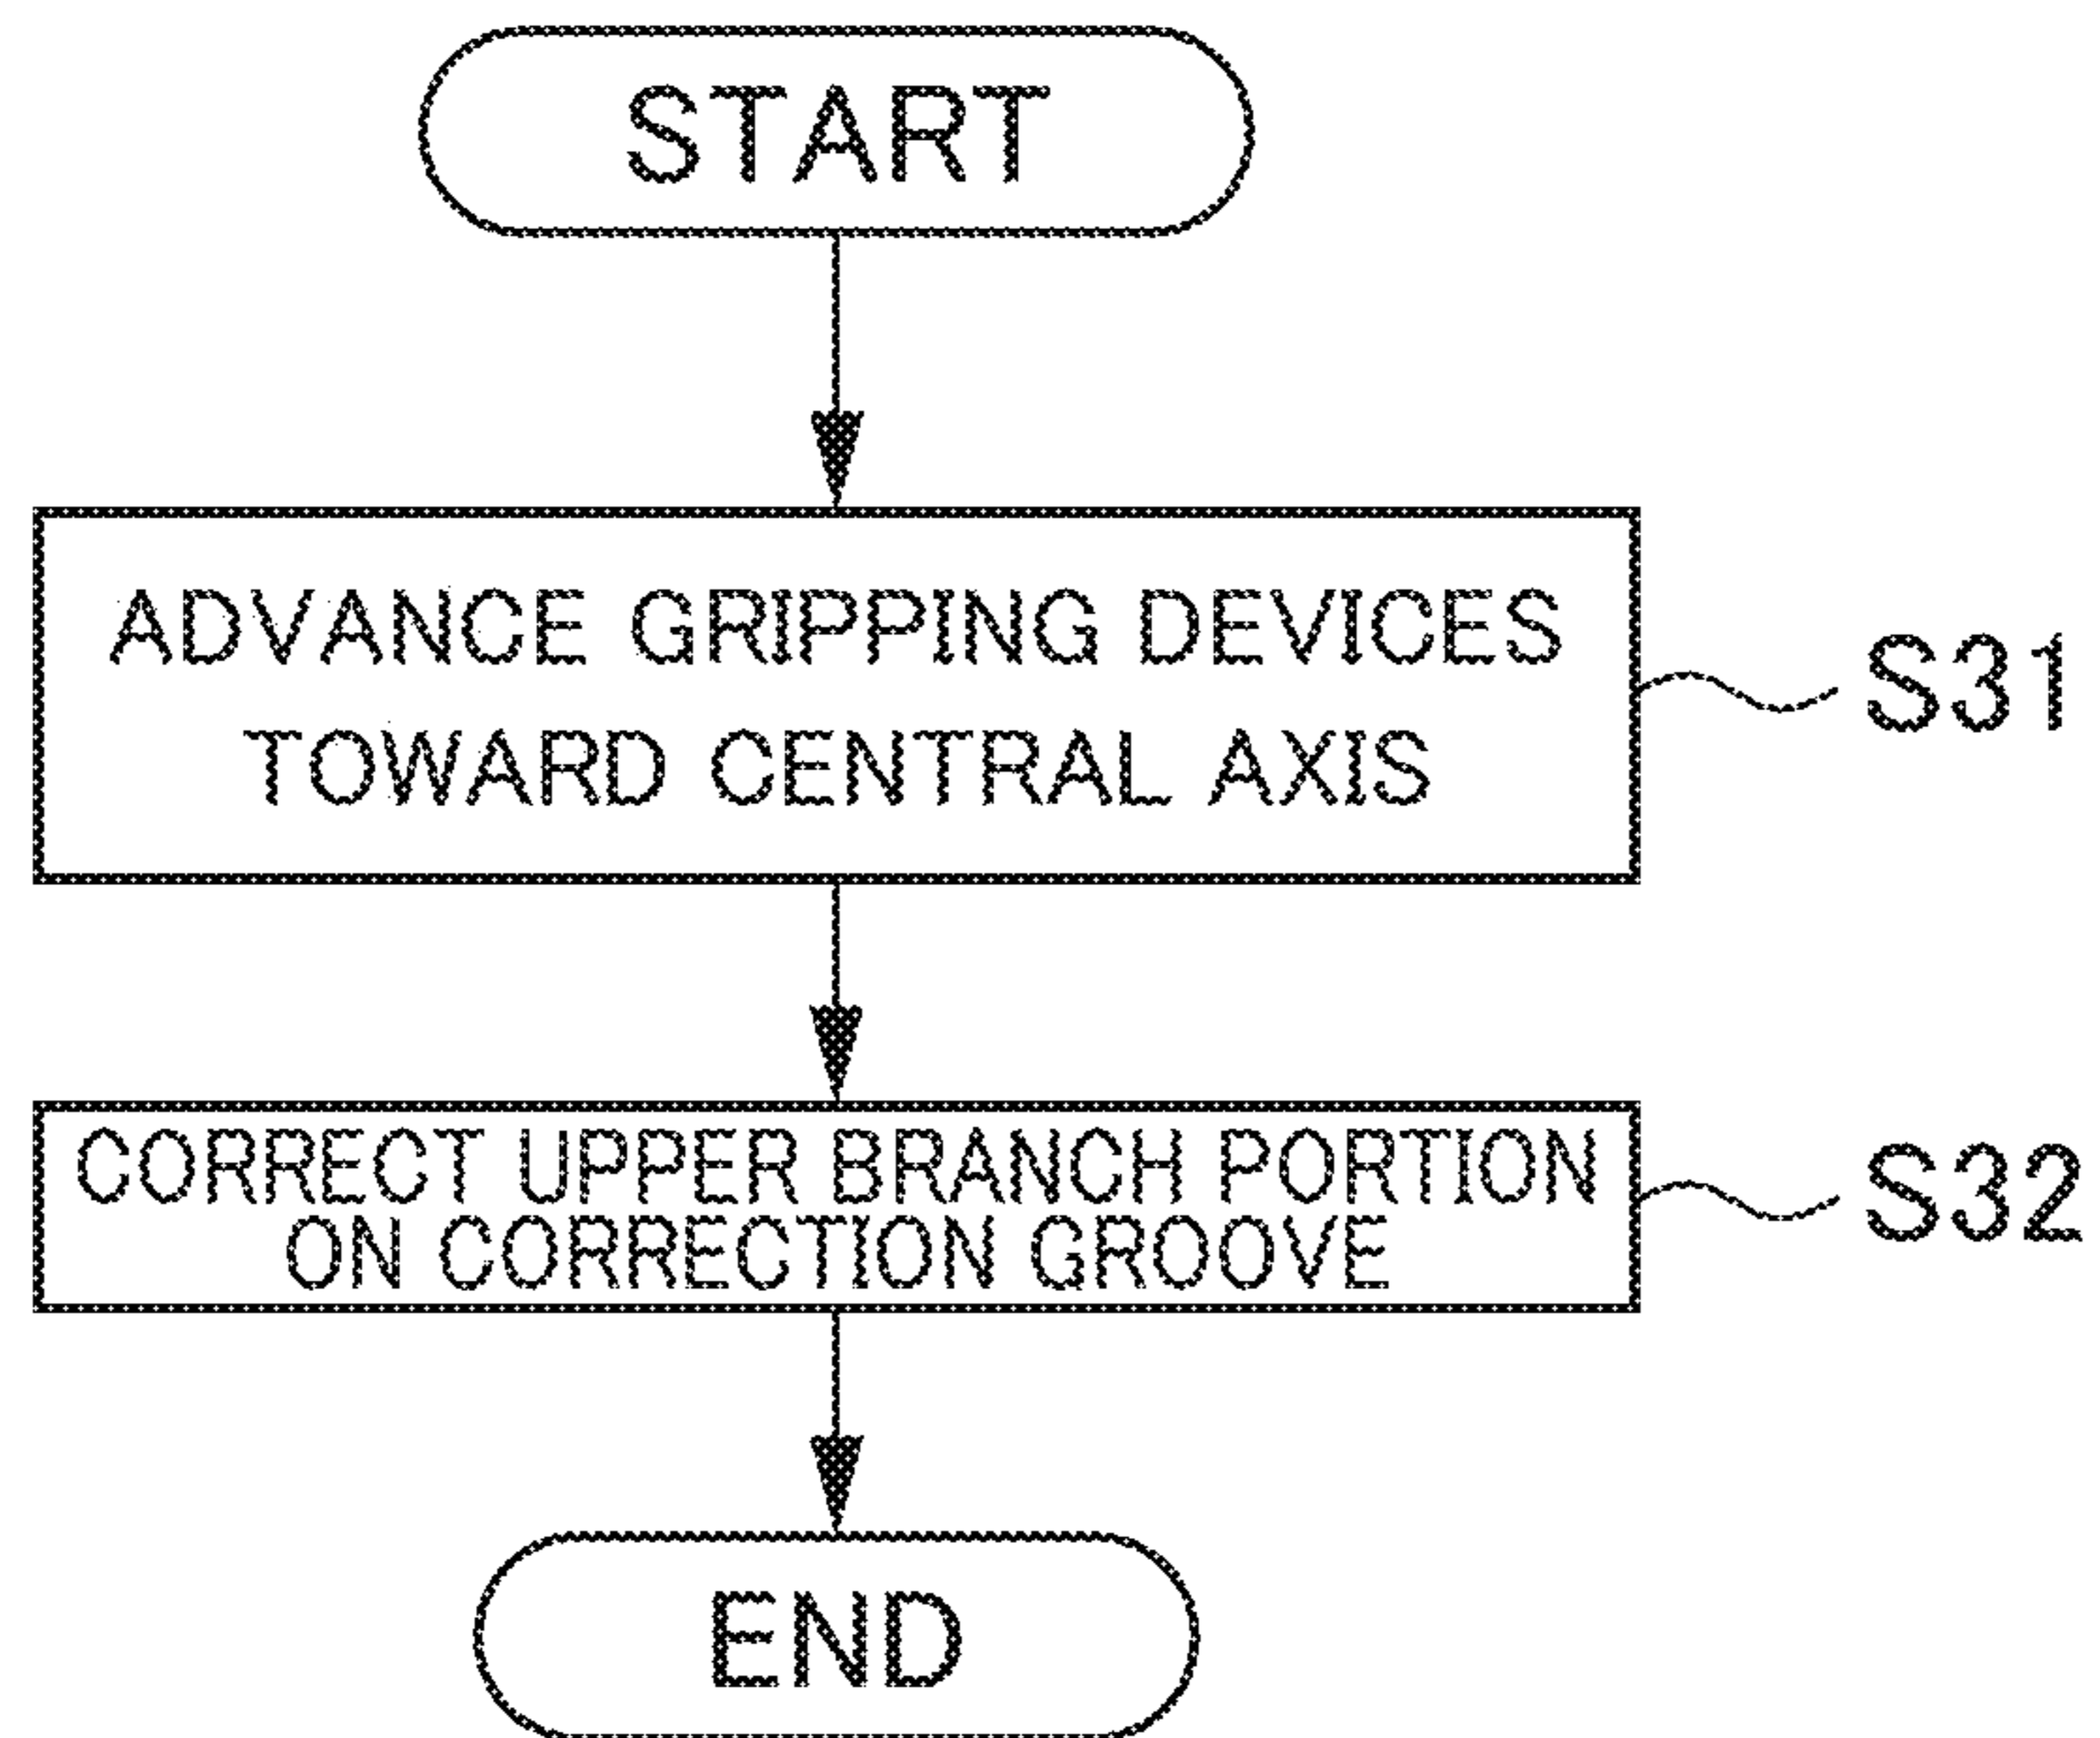 START
ADVANCE GRIPPING DEVICES
TOWARD CENTRAL AXIS
S31
CORRECT UPPER BRANCH PORTION
ON CORRECTION GROOVE
S32
END